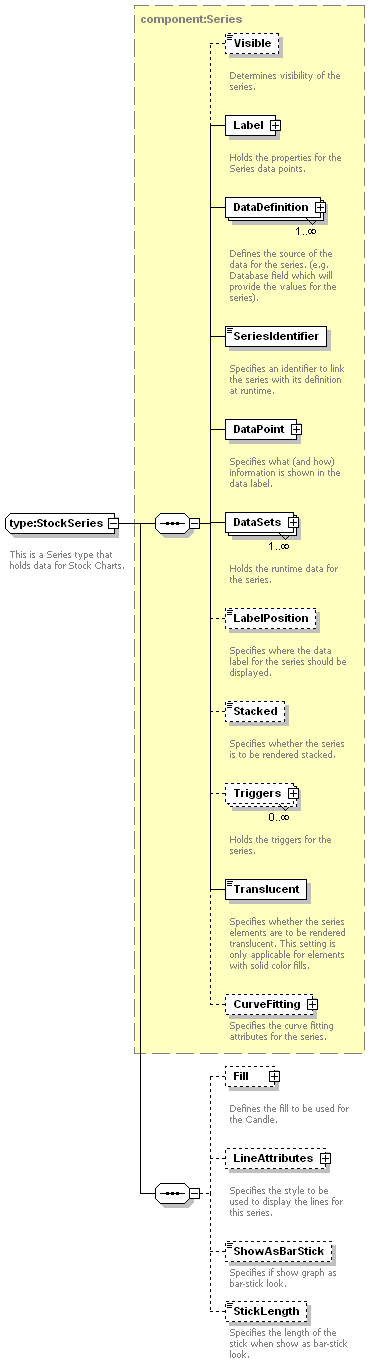 component:Series
Visible
Determines visibility of the
series.
Label
Holds the properties for the
Series data points.
DataDefinition
1..∞
Defines the source of the
data for the series. (e.g.
Database field which will
provide the values for the
series).
SeriesIdentifier
Specifies an identifier to link
the series with its definition
at runtime.
DataPoint
Specifies what (and how)
information is shown in the
data label.
type:StockSeries
This is a Series type that
holds data for Stock Charts.
DataSets
1..∞
Holds the runtime data for
the series.
LabelPosition
Specifies where the data
label for the series should be
displayed.
Stacked
Specifies whether the series
is to be rendered stacked.
Triggers
0..∞
Holds the triggers for the
series.
Translucent
Specifies whether the series
elements are to be rendered
translucent. This setting is
only applicable for elements
with solid color fills.
CurveFitting
Specifies the curve fitting
attributes for the series.
Fill
Defines the fill to be used for
the Candle.
LineAttributes
Specifies the style to be
used to display the lines for
this series.
ShowAsBarStick
Specifies if show graph as
bar-stick look.
StickLength
Specifies the length of the
stick when show as bar-stick
look.